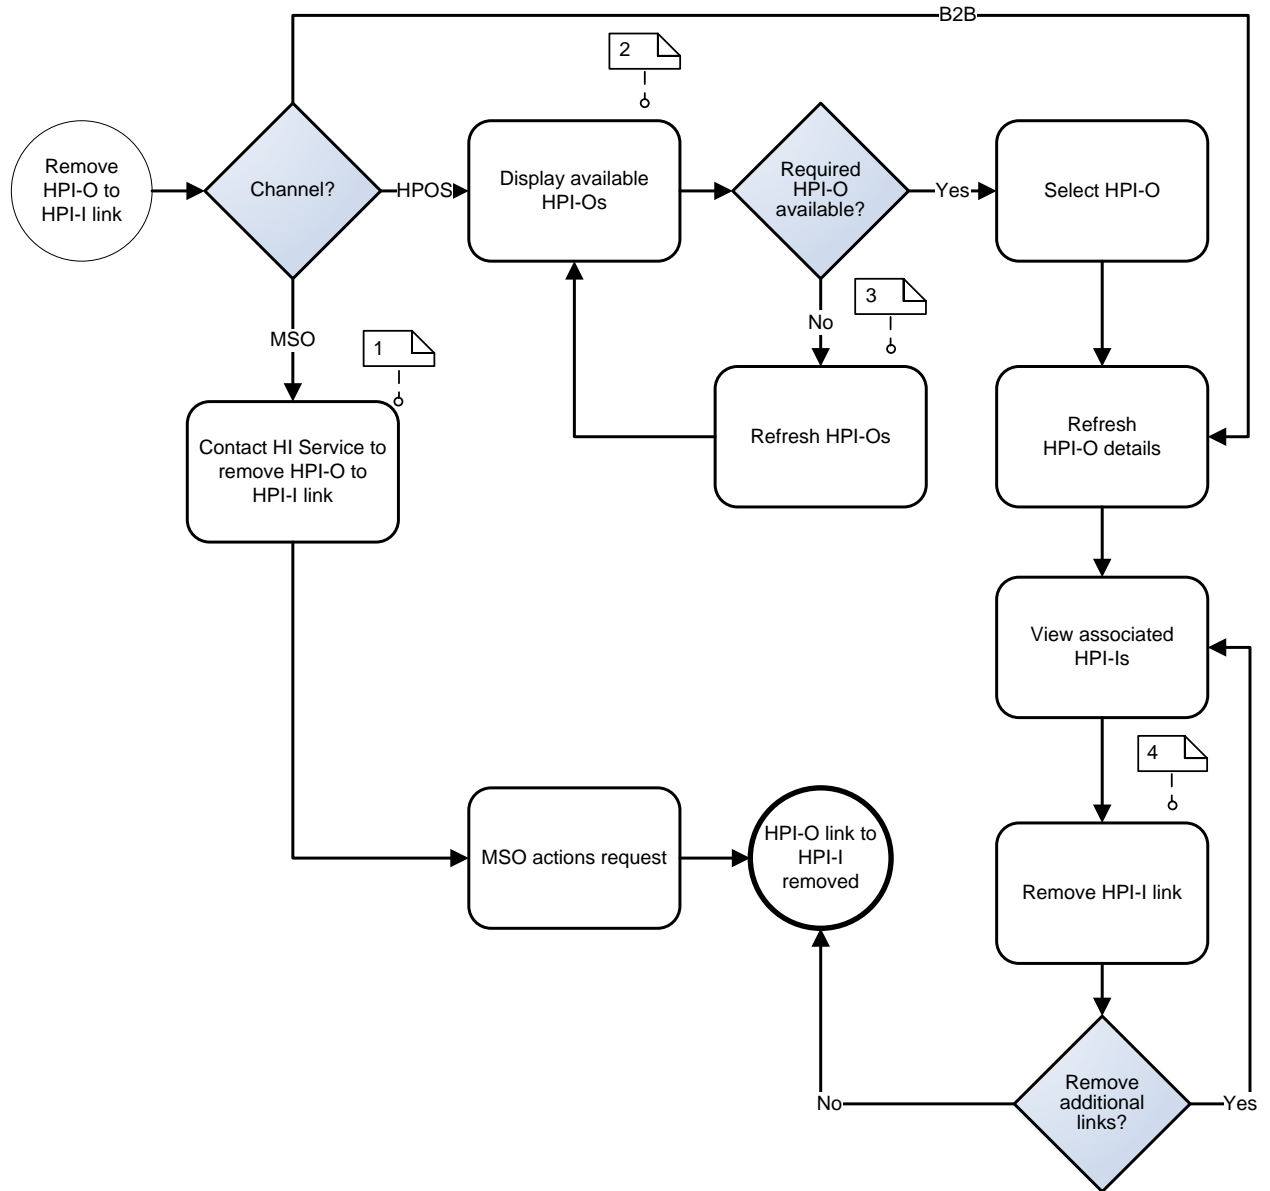 B2B
2
Remove
HPI-O to
HPI-I link
Channel?
HPOS
Display available
HPI-Os
Required
HPI-O
available?
Yes
Select HPI-O
MSO
1
No
3
Contact HI Service to
remove HPI-O to
HPI-I link
Refresh HPI-Os
Refresh
HPI-O details
View associated
HPI-Is
4
MSO actions request
HPI-O link to
HPI-I
removed
Remove HPI-I link
Remove
additional
links?
No
Yes